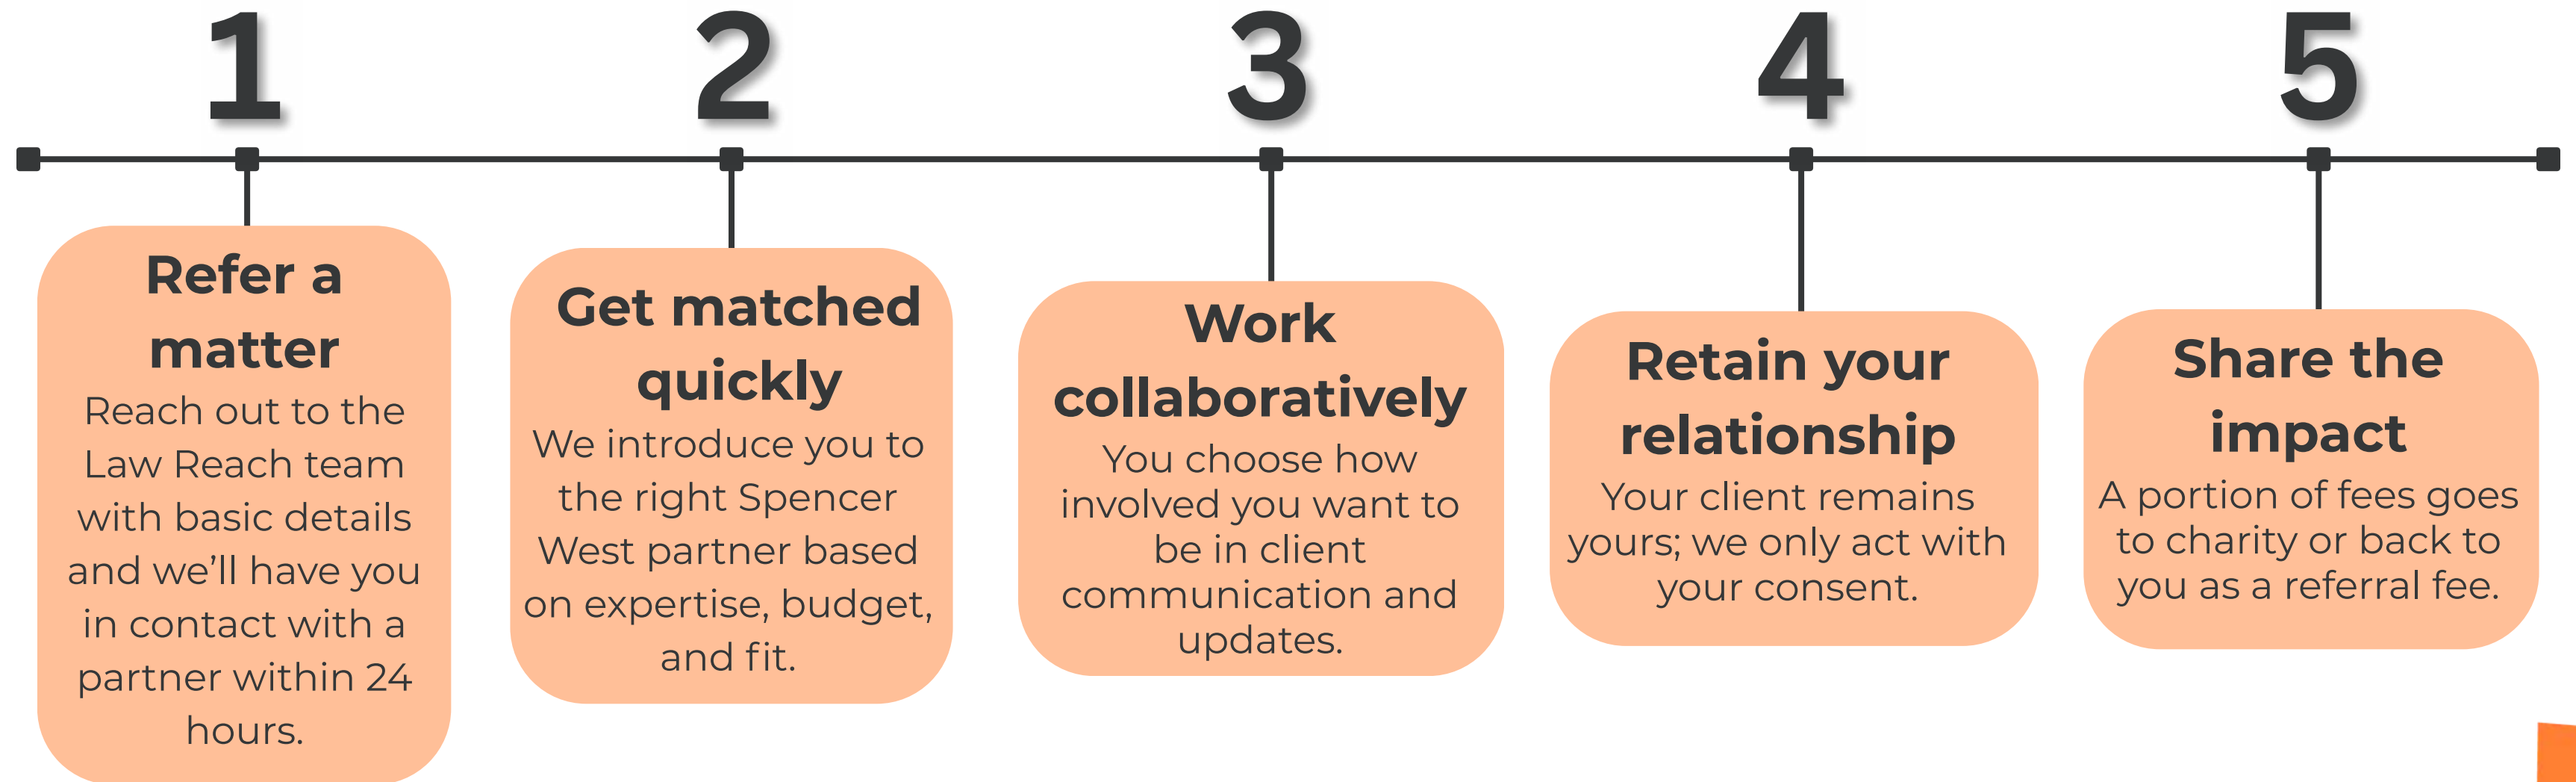 1
Refer a
matter
Reach out to the
Law Reach team
with basic details
and we'll have you
in contact with a
partner within 24
hours.
2
Get matched
quickly
We introduce you to
the right Spencer
West partner based
on expertise, budget,
and fit.
3
Work
collaboratively
You choose how
involved you want to
be in client
communication and
updates.
4
Retain your
relationship
Your client remains
yours; we only act with
your consent.
5
Share the
impact
A portion of fees goes
to charity or back to
you as a referral fee.